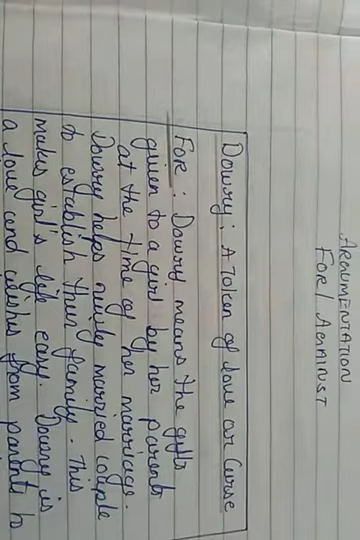 ARGUMENTATION
FOR / AGAINST
Dowry : A Token of love or Curse
For : Dowry means the gifts
given to a girl by her parents
at the time of her marriage.
Dowry helps newly married couple
to establish their family. This
makes girl's life easy. Dowry is
a love and wishes from parents to